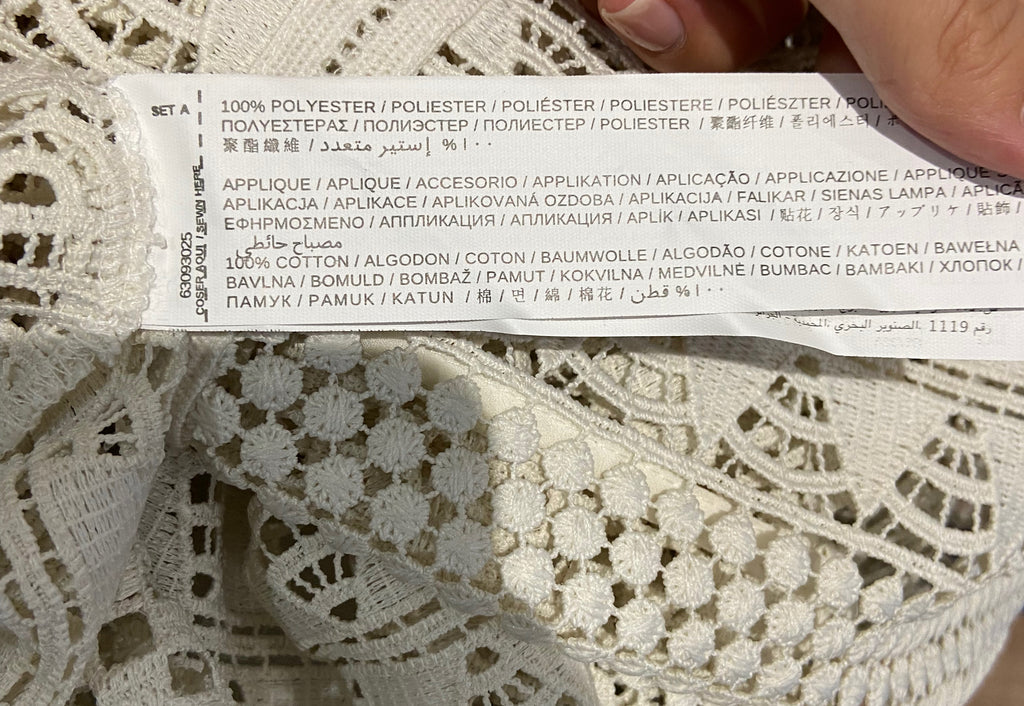 SET A
100% POLYESTER / POLIESTER / POLIÉSTER / POLIESTERE / POLIÉSZTER /
ΠΟΛΥΕΣΤΕΡΑΣ / ПОЛИЭСТЕР / ПОЛИЕСТЕР / POLIESTER / 聚酯纤维 / 폴리에스터 /
聚酯纖維 / إستير متعدد ١٠٠%
APPLIQUE / APLIQUE / ACCESORIO / APPLIKATION / APLICAÇÃO / APPLICAZIONE / APPLIQUE
APLIKACJA / APLIKACE / APLIKOVANÁ OZDOBA / APLIKACIJA / FALIKAR / SIENAS LAMPA /
ΕΦΗΡΜΟΣΜΕΝΟ / АППЛИКАЦИЯ / АПЛИКАЦИЯ / APLİK / APLIKASI / 貼花 / 장식 / アップリケ / 貼飾
مصباح حائطي
100% COTTON / ALGODON / COTON / BAUMWOLLE / ALGODÃO / COTONE / KATOEN / BAWEŁNA
BAVLNA / BOMULD / BOMBAŽ / PAMUT / KOKVILNA / MEDVILNĖ / BUMBAC / ΒΑΜΒΑΚΙ / ХЛОПОК /
ПАМУК / PAMUK / KATUN / 棉 / 면 / 綿 / 棉花 / قطن ١٠٠%
63093025
COSER AQUI / SEWN HERE
رقم 1119 ,الصنوبر البحري